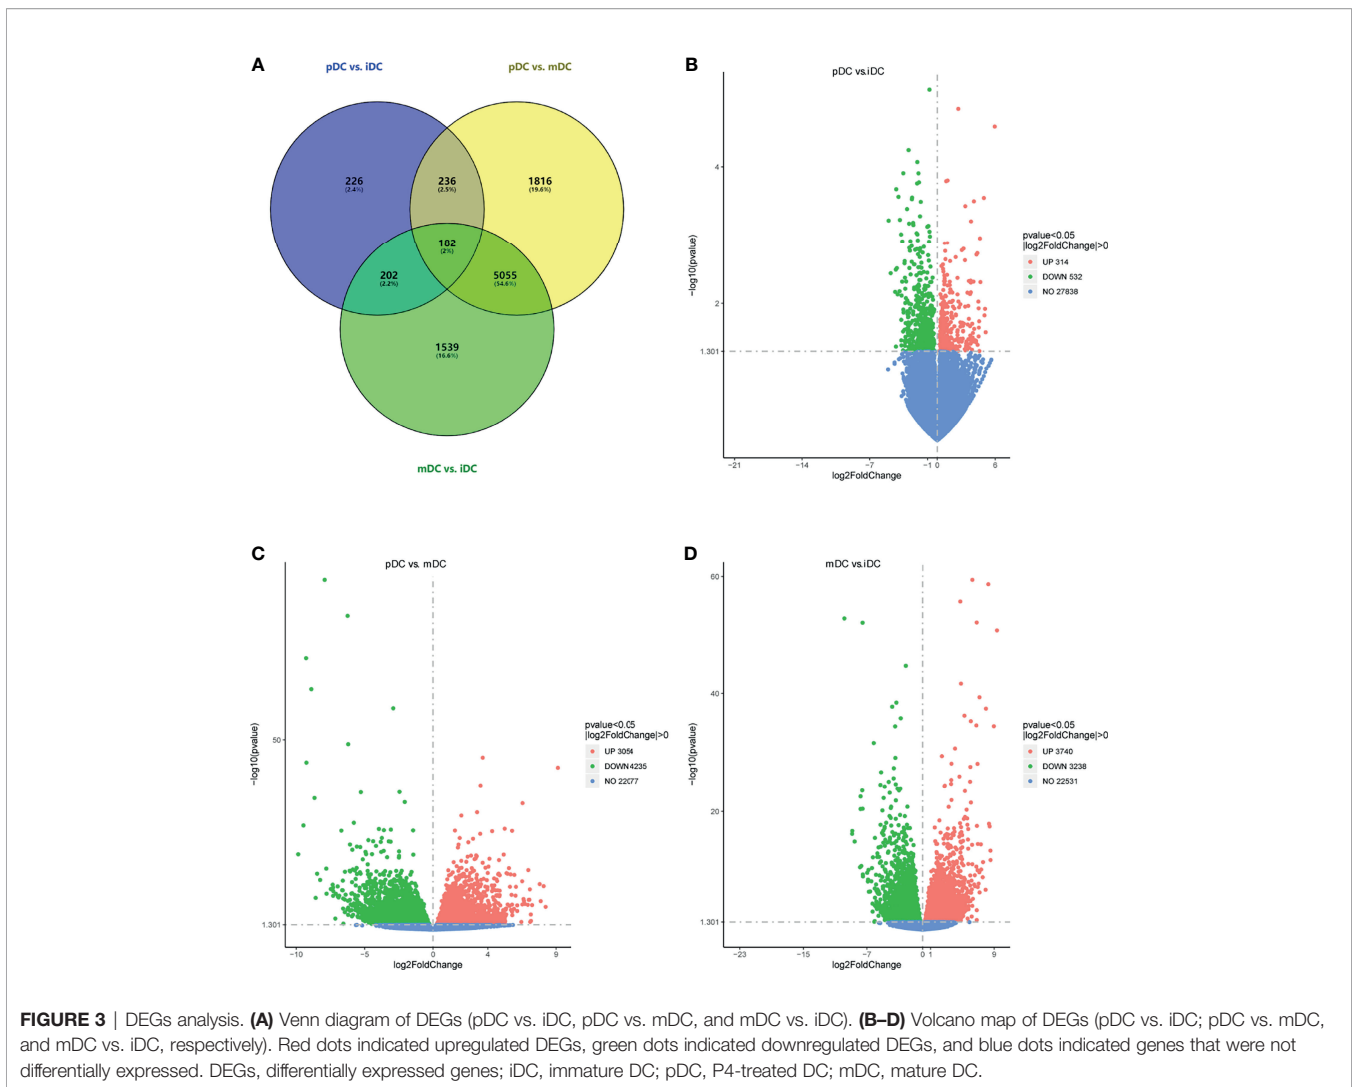 A
pDC vs. iDC
pDC vs. mDC
226
(2.4%)
236
(2.5%)
1816
(19.6%)
102
(2%)
202
(2.2%)
5055
(54.6%)
1539
(16.6%)
mDC vs. iDC
B
pDC vs.iDC
4
2
1.301
-log10(pvalue)
-21
-14
-7
-1
0
6
log2FoldChange
pvalue<0.05
|log2FoldChange|>0
UP 314
DOWN 532
NO 27838
C
pDC vs. mDC
50
1.301
-log10(pvalue)
-10
-5
0
4
9
log2FoldChange
pvalue<0.05
|log2FoldChange|>0
UP 3054
DOWN 4235
NO 22077
D
mDC vs.iDC
60
40
20
1.301
-log10(pvalue)
-23
-15
-7
0
1
9
log2FoldChange
pvalue<0.05
|log2FoldChange|>0
UP 3740
DOWN 3238
NO 22531
FIGURE 3 | DEGs analysis. (A) Venn diagram of DEGs (pDC vs. iDC, pDC vs. mDC, and mDC vs. iDC). (B–D) Volcano map of DEGs (pDC vs. iDC; pDC vs. mDC,
and mDC vs. iDC, respectively). Red dots indicated upregulated DEGs, green dots indicated downregulated DEGs, and blue dots indicated genes that were not
differentially expressed. DEGs, differentially expressed genes; iDC, immature DC; pDC, P4-treated DC; mDC, mature DC.